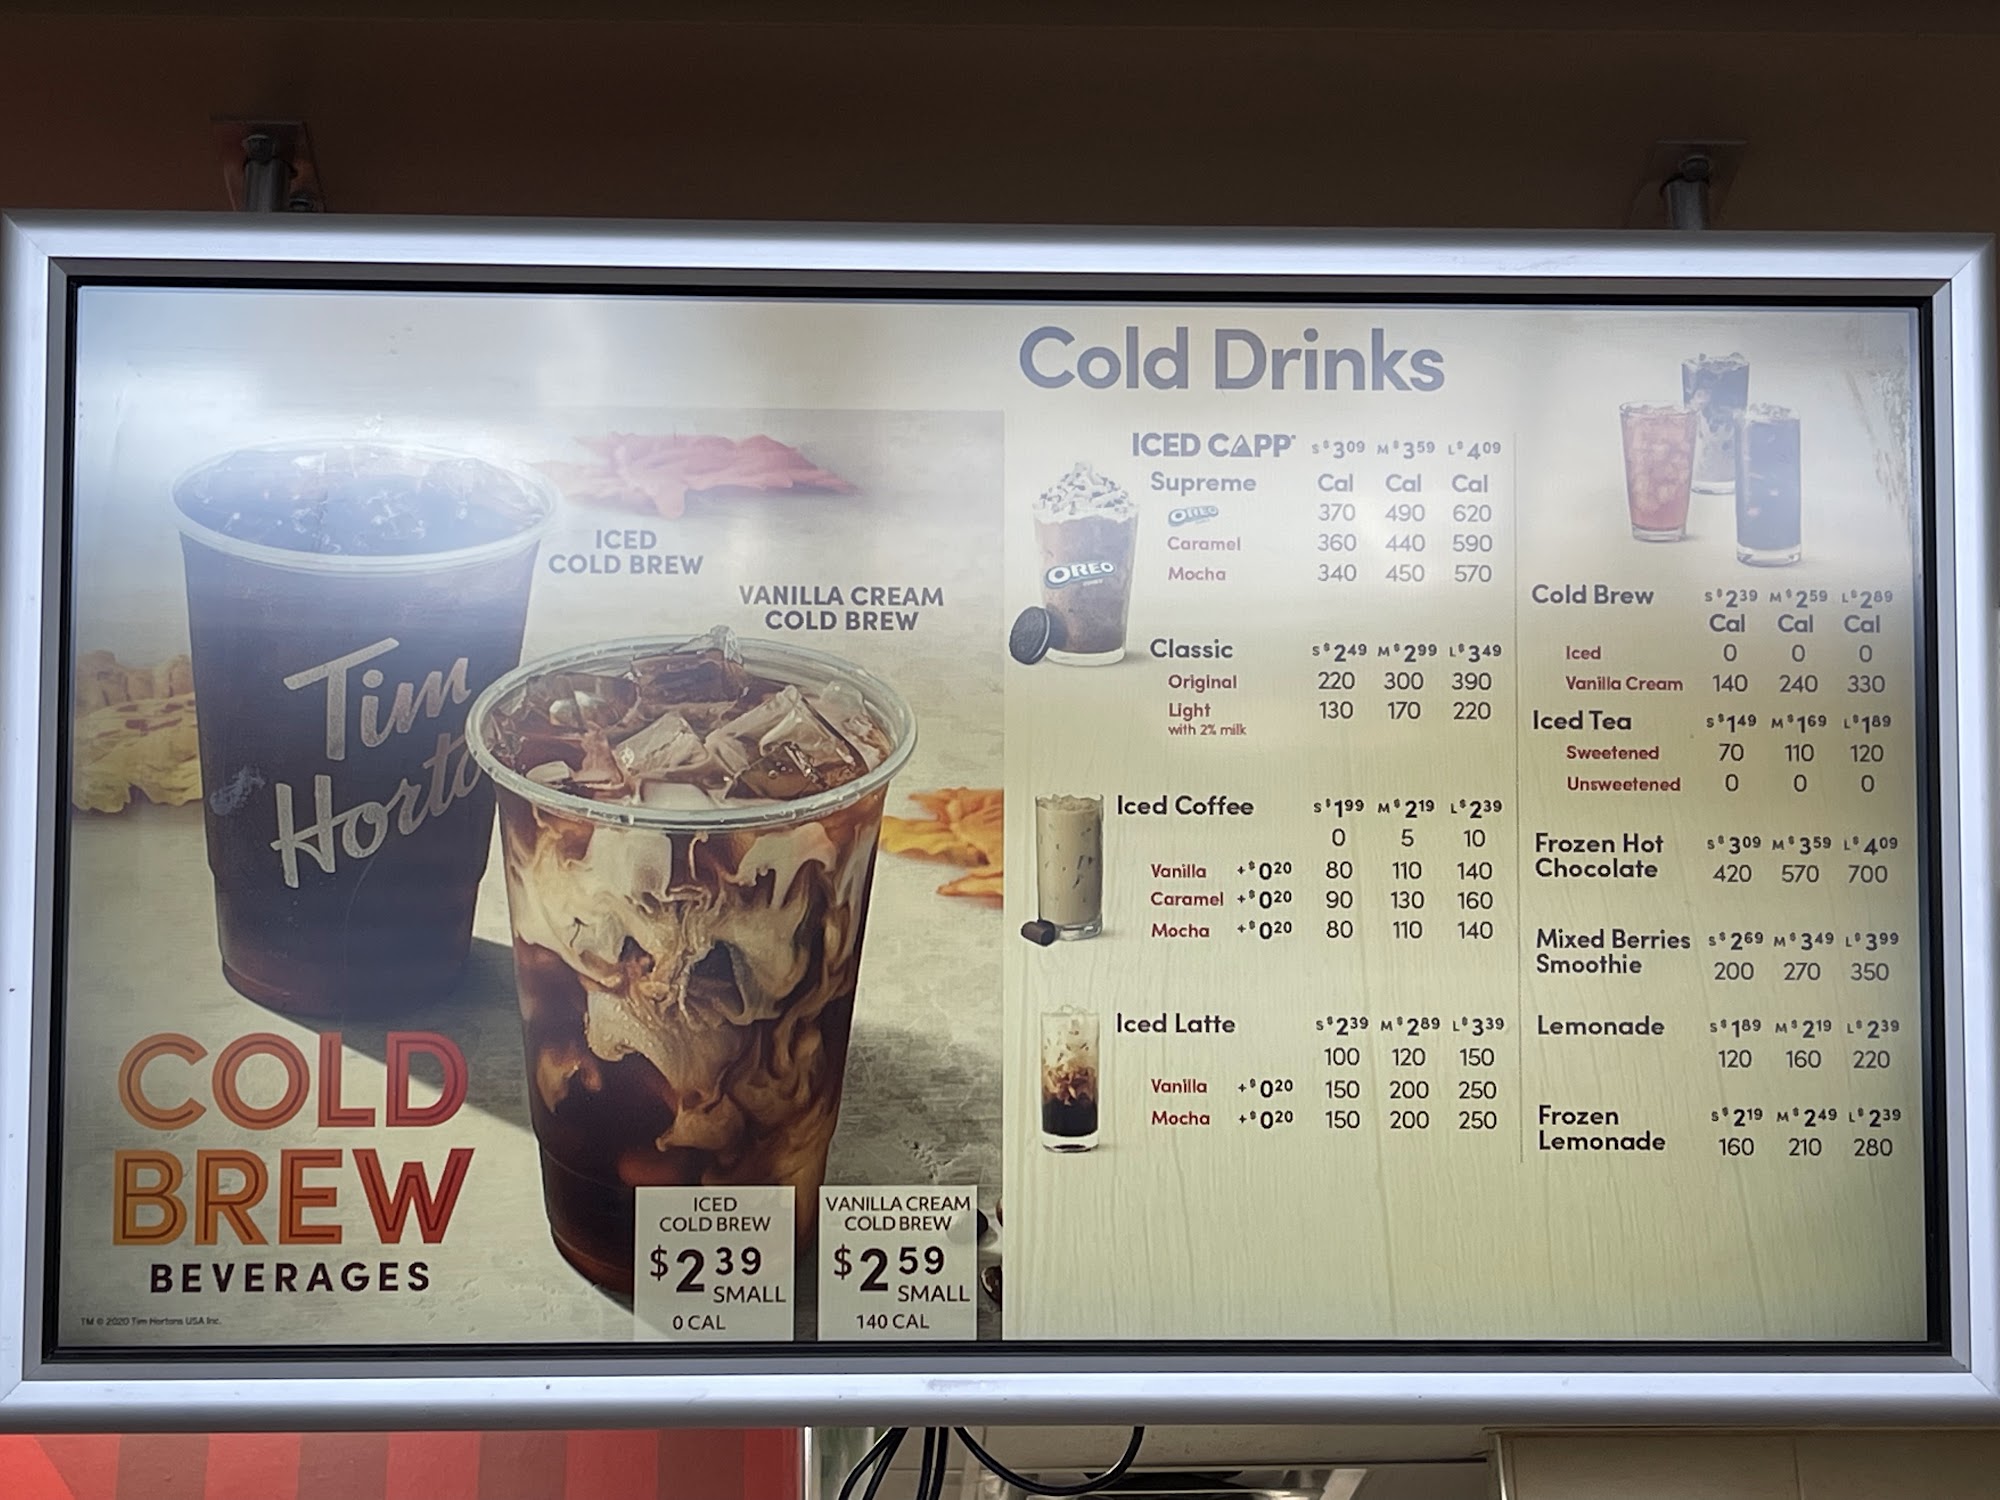 Cold Drinks
ICED COLD BREW
VANILLA CREAM
COLD BREW
Tim
Horto
COLD
BREW
BEVERAGES
ICED
COLD BREW
$2 39
SMALL
0 CAL
VANILLA CREAM
COLD BREW
$2 59
SMALL
140 CAL
TM © 2020 Tim Hortons USA Inc.
OREO
ICED CAPP S $3 09 M $3 59 L $4 09
Supreme Cal Cal Cal
OREO 370 490 620
Caramel 360 440 590
Mocha 340 450 570
Classic S $2 49 M $2 99 L $3 49
Original 220 300 390
Light 130 170 220
with 2% milk
Iced Coffee S $1 99 M $2 19 L $2 39
0 5 10
Vanilla +$0 20 80 110 140
Caramel +$0 20 90 130 160
Mocha +$0 20 80 110 140
Iced Latte S $2 39 M $2 89 L $3 39
100 120 150
Vanilla +$0 20 150 200 250
Mocha +$0 20 150 200 250
Cold Brew S $2 39 M $2 59 L $2 89
Cal Cal Cal
Iced 0 0 0
Vanilla Cream 140 240 330
Iced Tea S $1 49 M $1 69 L $1 89
Sweetened 70 110 120
Unsweetened 0 0 0
Frozen Hot
Chocolate
S $3 09 M $3 59 L $4 09
420 570 700
Mixed Berries
Smoothie
S $2 69 M $3 49 L $3 99
200 270 350
Lemonade S $1 89 M $2 19 L $2 39
120 160 220
Frozen
Lemonade
S $2 19 M $2 49 L $2 39
160 210 280